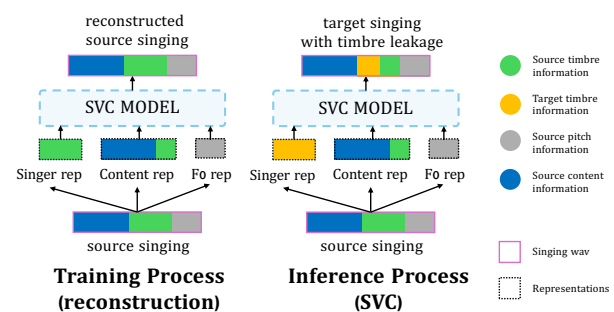 reconstructed
source singing
SVC MODEL
Singer rep
Content rep
F0 rep
source singing
Training Process
(reconstruction)
target singing
with timbre leakage
SVC MODEL
Singer rep
Content rep
F0 rep
source singing
Inference Process
(SVC)
Source timbre
information
Target timbre
information
Source pitch
information
Source content
information
Singing wav
Representations